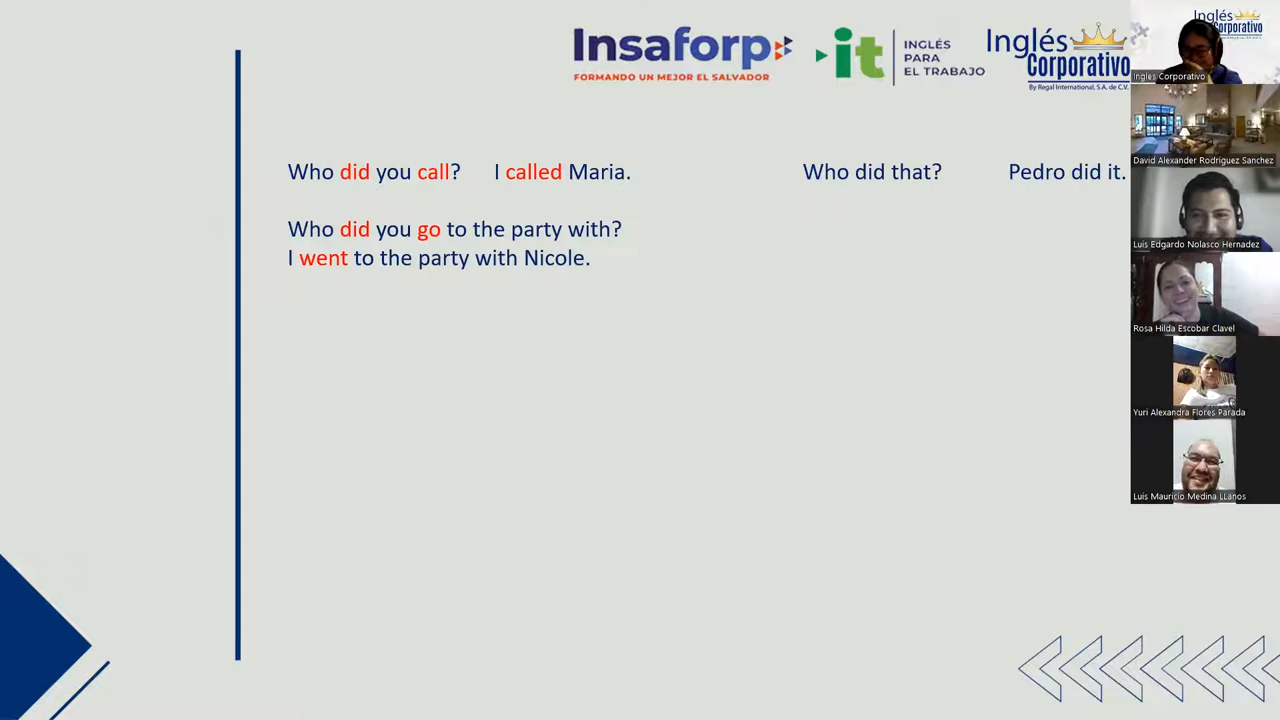 Insaforp
FORMANDO UN MEJOR EL SALVADOR
it
INGLÉS
PARA
EL TRABAJO
Inglés
Corporativo
By Regal International, S.A. de C.V.
Inglés
Corporativo
Ingles Corporativo
David Alexander Rodriguez Sanchez
Luis Edgardo Nolasco Hernadez
Rosa Hilda Escobar Clavel
Yuri Alexandra Flores Parada
Luis Mauricio Medina LLanos
Who did you call? I called Maria. Who did that? Pedro did it.
Who did you go to the party with?
I went to the party with Nicole.